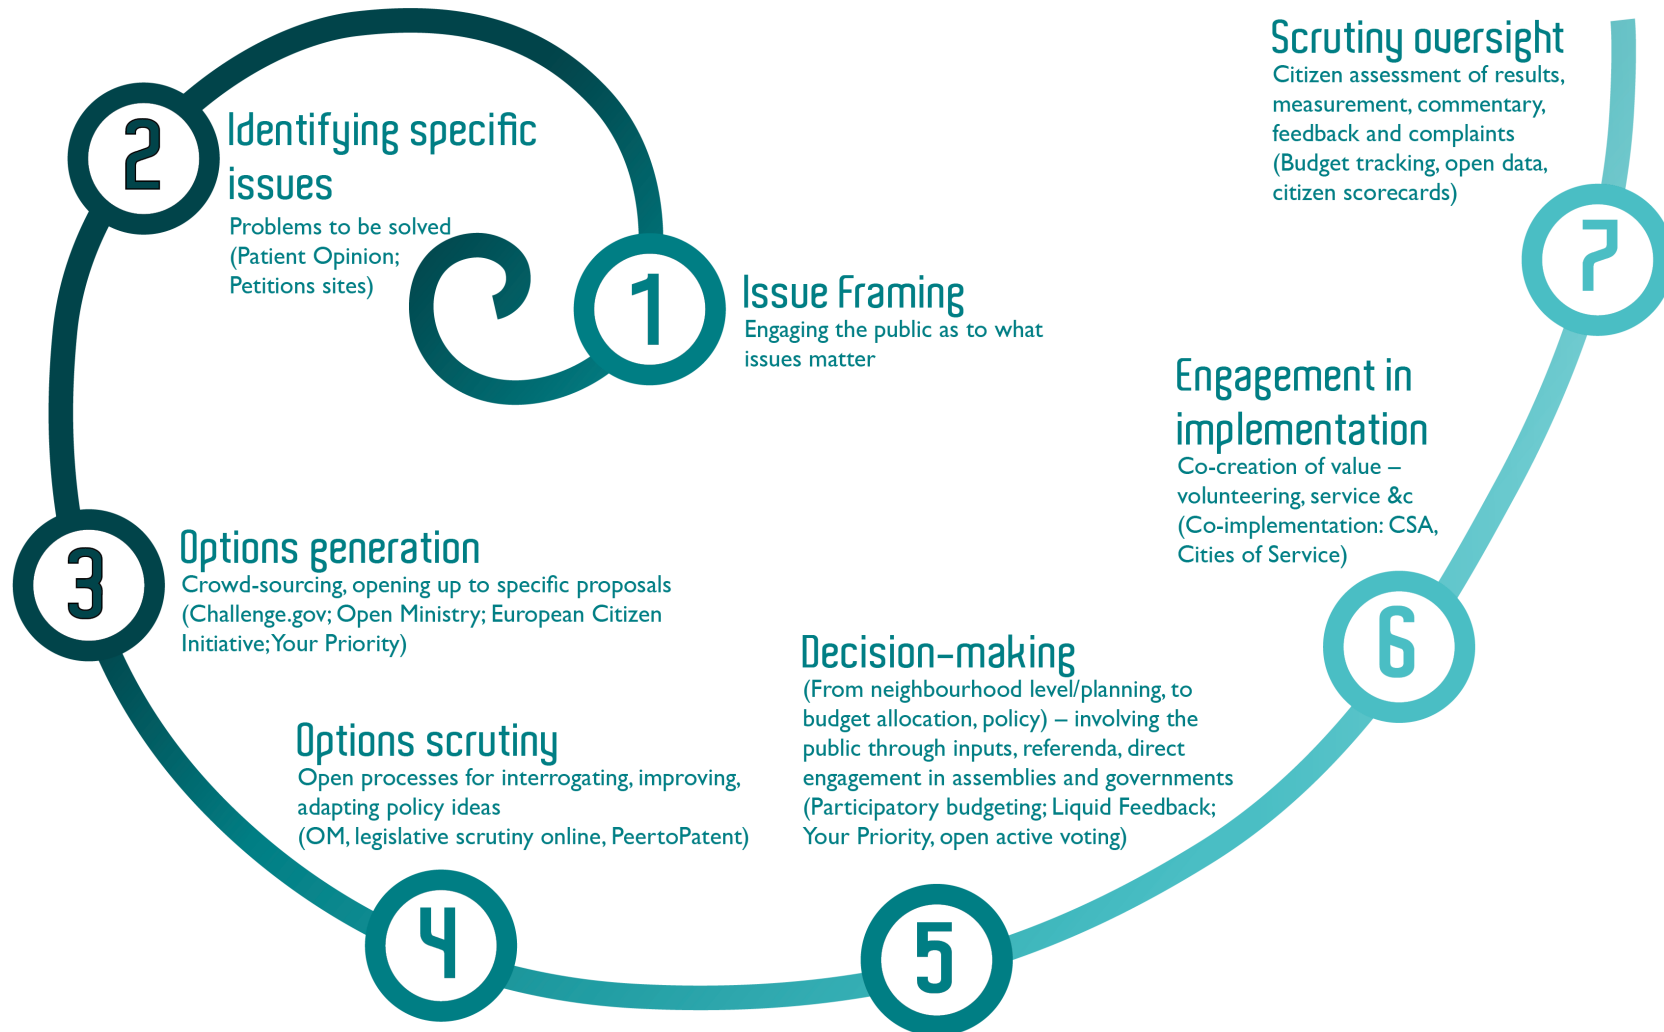 1
Issue Framing
Engaging the public as to what
issues matter
2
Identifying specific
issues
Problems to be solved
(Patient Opinion;
Petitions sites)
3
Options generation
Crowd-sourcing, opening up to specific proposals
(Challenge.gov; Open Ministry; European Citizen
Initiative; Your Priority)
4
Options scrutiny
Open processes for interrogating, improving,
adapting policy ideas
(OM, legislative scrutiny online, PeertoPatent)
5
Decision-making
(From neighbourhood level/planning, to
budget allocation, policy) – involving the
public through inputs, referenda, direct
engagement in assemblies and governments
(Participatory budgeting; Liquid Feedback;
Your Priority, open active voting)
6
Engagement in
implementation
Co-creation of value –
volunteering, service &c
(Co-implementation: CSA,
Cities of Service)
7
Scrutiny oversight
Citizen assessment of results,
measurement, commentary,
feedback and complaints
(Budget tracking, open data,
citizen scorecards)